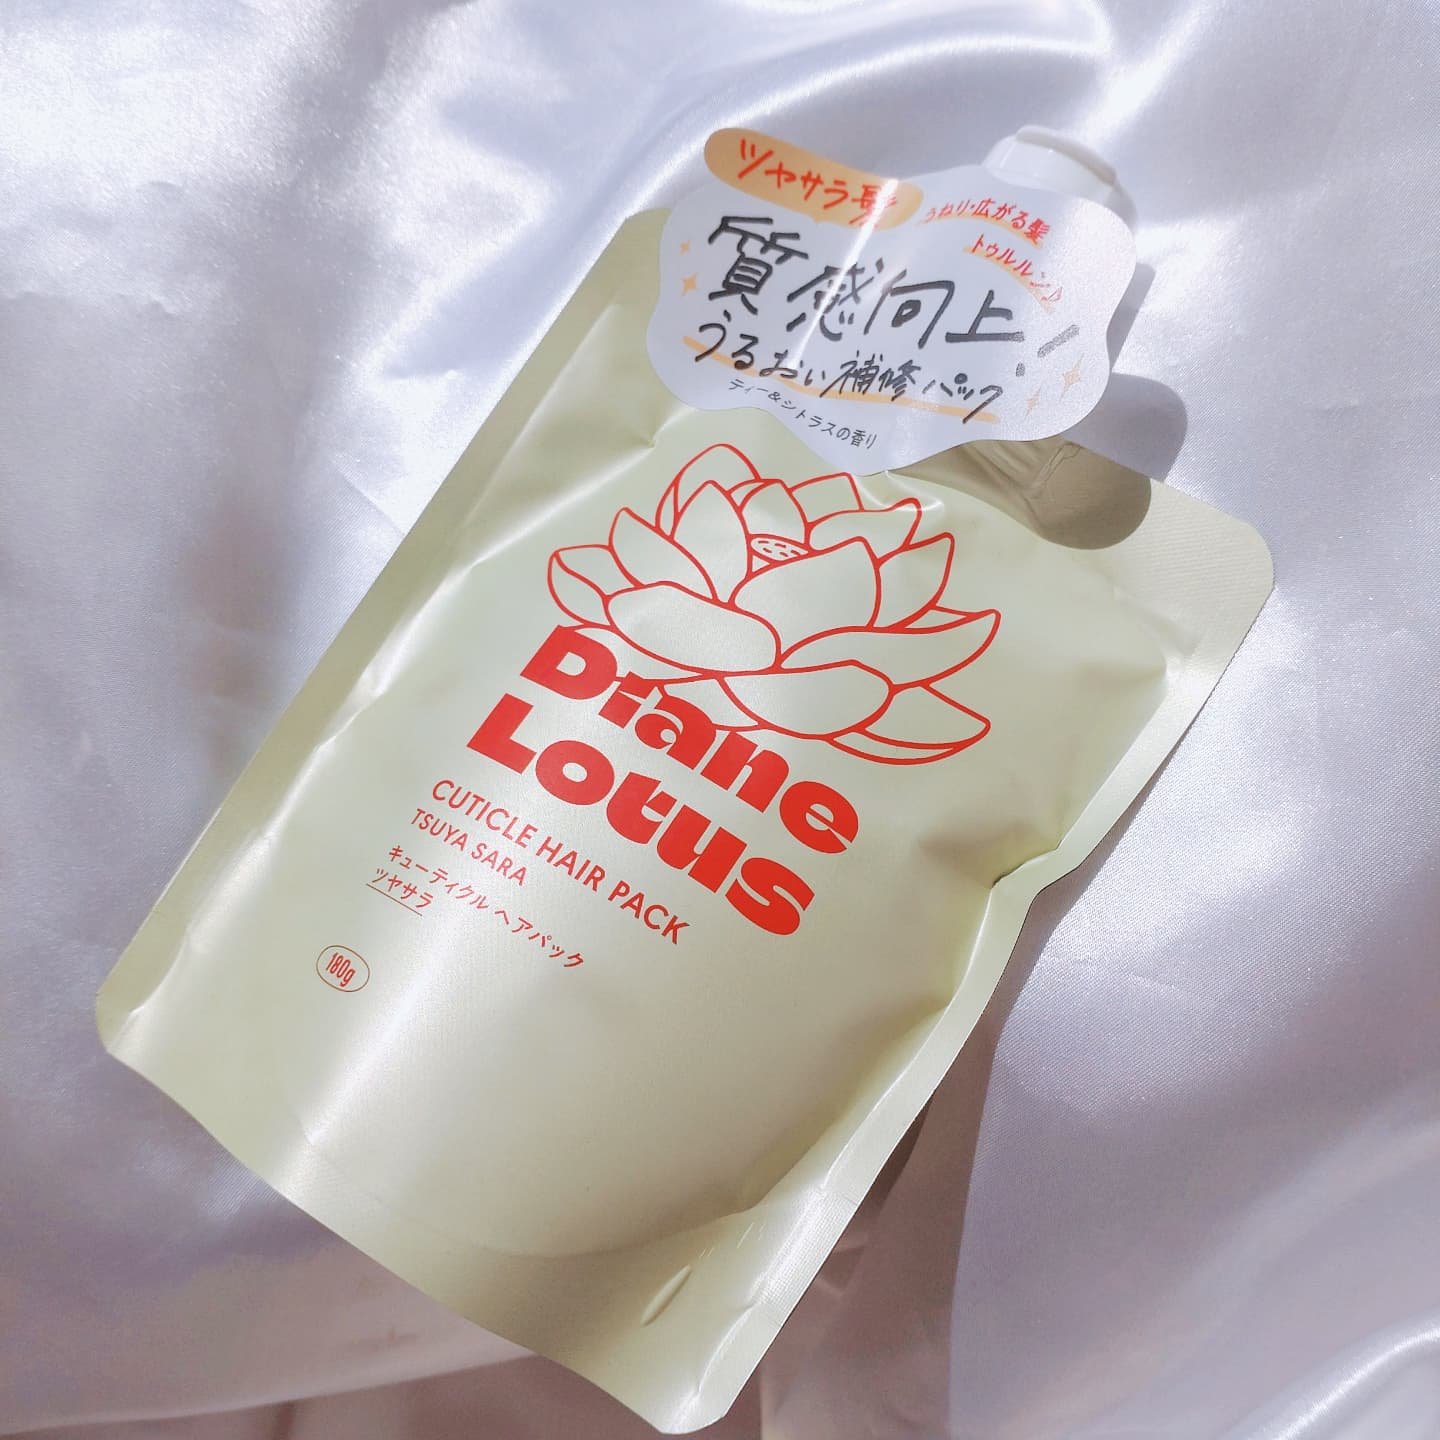 ツヤサラ髪
うねり・広がる髪
トゥルルン♪
質感向上!
うるおい補修パック
ティー&シトラスの香り
Diane
Lotus
CUTICLE HAIR PACK
TSUYA SARA
キューティクル ヘアパック
ツヤサラ
180g